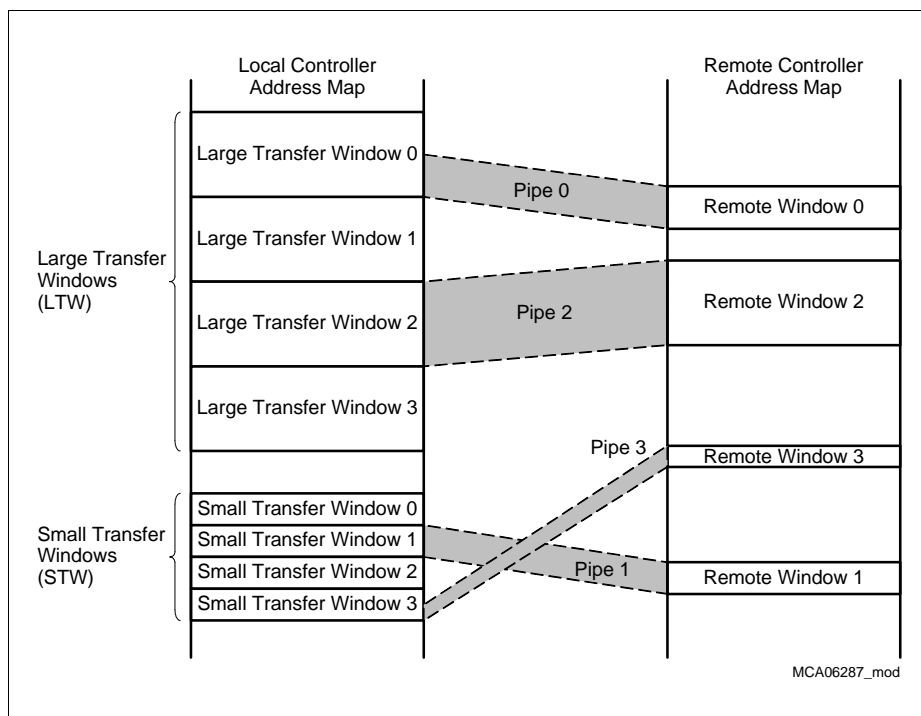 Local Controller
Address Map
Remote Controller
Address Map
Large Transfer Window 0
Pipe 0
Remote Window 0
Large Transfer Window 1
Large Transfer
Windows
(LTW)
Large Transfer Window 2
Pipe 2
Remote Window 2
Large Transfer Window 3
Pipe 3
Remote Window 3
Small Transfer Window 0
Small Transfer
Windows
(STW)
Small Transfer Window 1
Small Transfer Window 2
Pipe 1
Remote Window 1
Small Transfer Window 3
MCA06287_mod